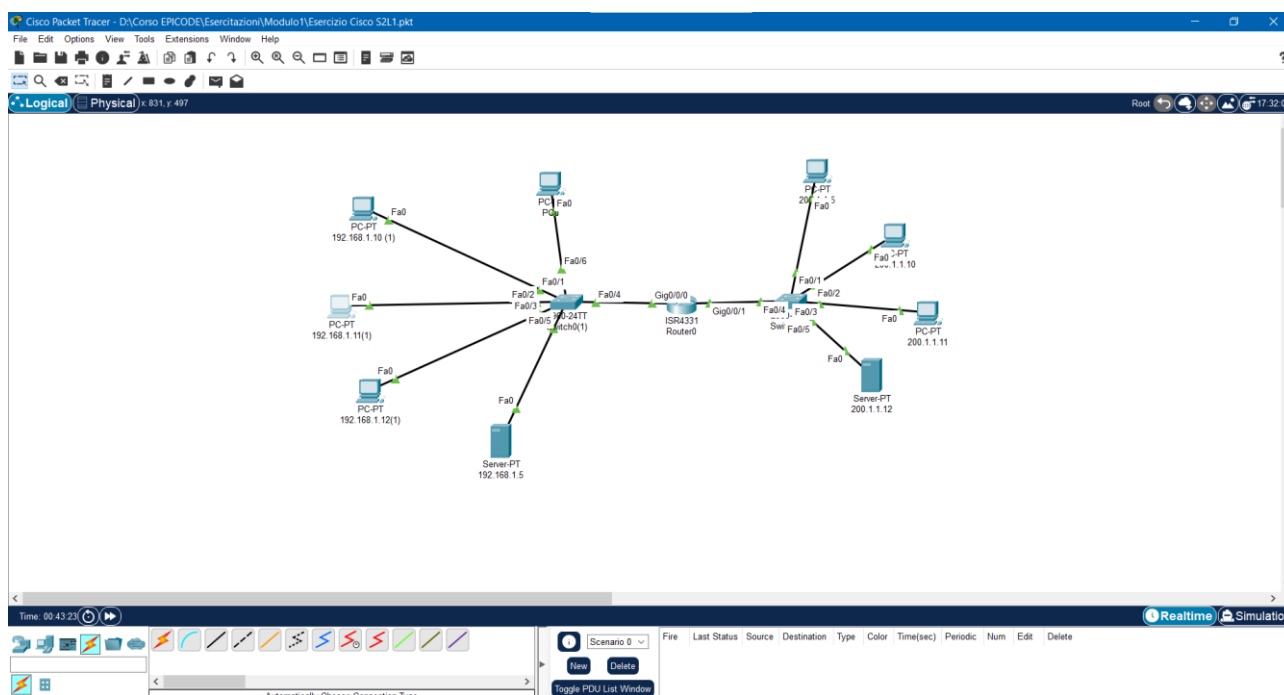 Cisco Packet Tracer - D:\Corso EPICODE\Esercitazioni\Modulo1\Esercizio Cisco S2L1.pkt
File Edit Options View Tools Extensions Window Help
Logical Physical x: 831, y: 497
Root 17:32:0
PC-PT
Fa0
PC-PT
192.168.1.10 (1)
Fa0
Fa0
PC-PT
Fa0
Fa0/6
Fa0/1
Fa0/2
Fa0/3
Fa0/4
Gig0/0/0
Fa0/1
Fa0/2
Fa0
PC-PT
192.168.1.11(1)
Fa0/5
ISR4331
Router0
Gig0/0/1
Fa0/4
Fa0/3
Fa0/5
Fa0
PC-PT
200.1.1.11
Fa0
PC-PT
192.168.1.12(1)
Fa0
Server-PT
200.1.1.12
Fa0
Server-PT
192.168.1.5
Time: 00:43:23
Realtime Simulatio
Scenario 0
Fire Last Status Source Destination Type Color Time(sec) Periodic Num Edit Delete
New Delete
Toggle PDU List Window
Automatically Choose Connection Type